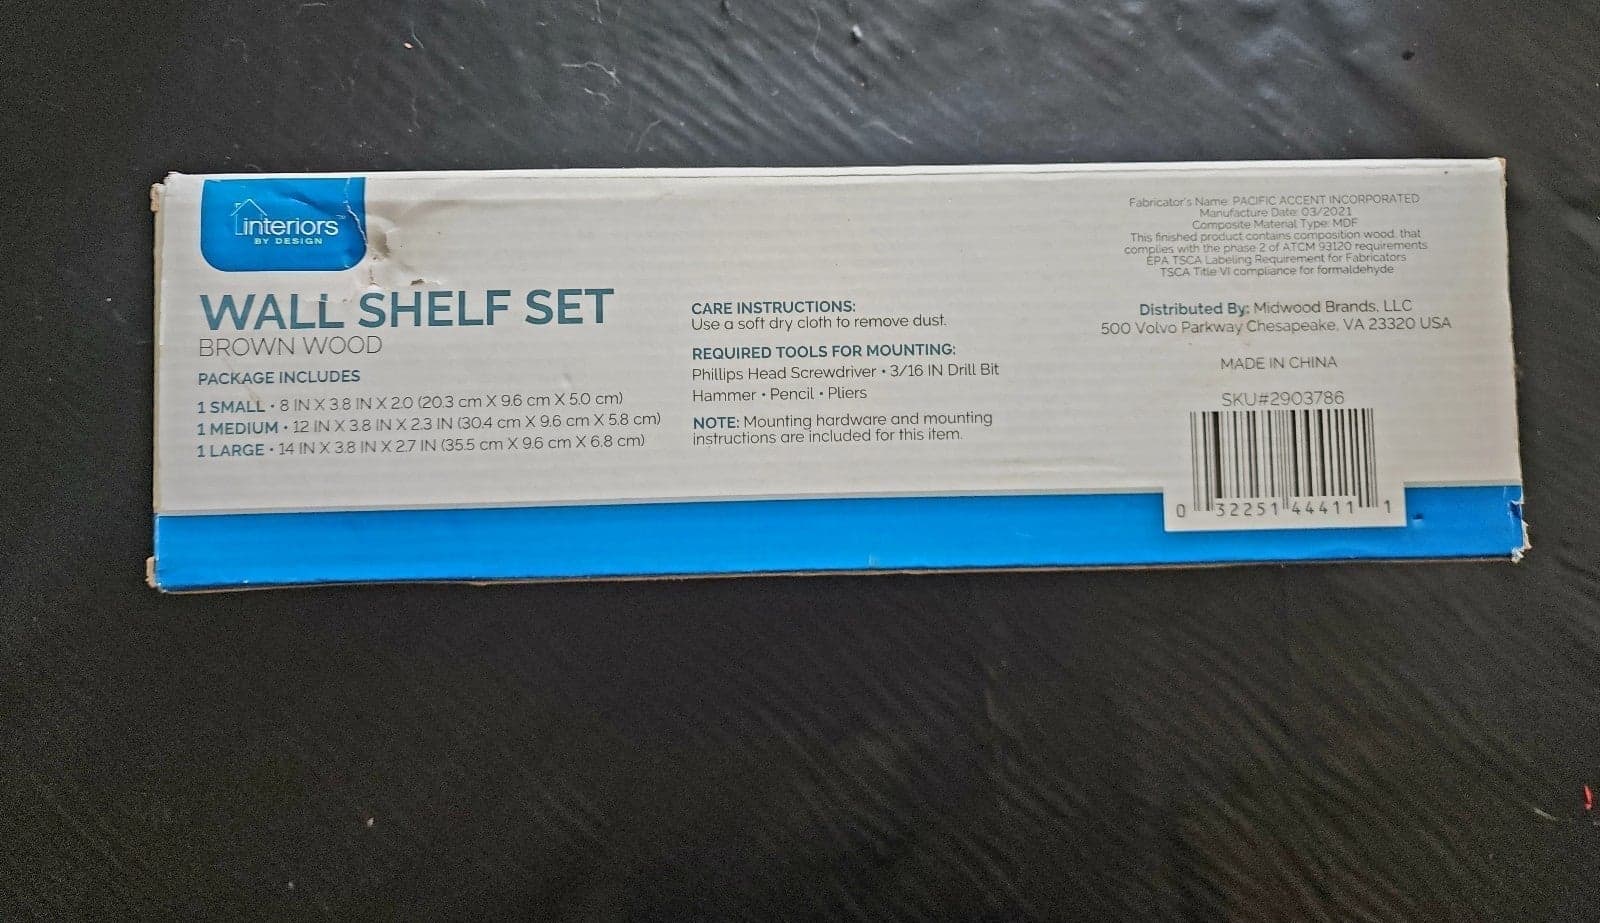 interiors™
BY DESIGN
WALL SHELF SET
BROWN WOOD
PACKAGE INCLUDES
1 SMALL • 8 IN X 3.8 IN X 2.0 (20.3 cm X 9.6 cm X 5.0 cm)
1 MEDIUM • 12 IN X 3.8 IN X 2.3 IN (30.4 cm X 9.6 cm X 5.8 cm)
1 LARGE • 14 IN X 3.8 IN X 2.7 IN (35.5 cm X 9.6 cm X 6.8 cm)
CARE INSTRUCTIONS:
Use a soft dry cloth to remove dust.
REQUIRED TOOLS FOR MOUNTING:
Phillips Head Screwdriver • 3/16 IN Drill Bit
Hammer • Pencil • Pliers
NOTE: Mounting hardware and mounting
instructions are included for this item.
Fabricator's Name: PACIFIC ACCENT INCORPORATED
Manufacture Date: 03/2021
Composite Material Type: MDF
This finished product contains composition wood, that
complies with the phase 2 of ATCM 93120 requirements
EPA TSCA Labeling Requirement for Fabricators
TSCA Title VI compliance for formaldehyde
Distributed By: Midwood Brands, LLC
500 Volvo Parkway Chesapeake, VA 23320 USA
MADE IN CHINA
SKU#2903786
0 32251 44411 1